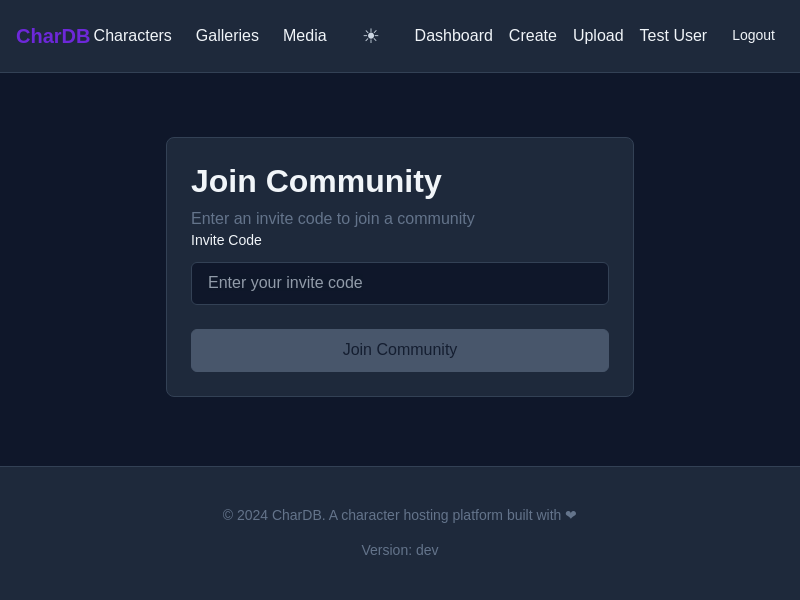 CharDB Characters Galleries Media ☀ Dashboard Create Upload Test User Logout
Join Community
Enter an invite code to join a community
Invite Code
Enter your invite code
Join Community
© 2024 CharDB. A character hosting platform built with ❤
Version: dev